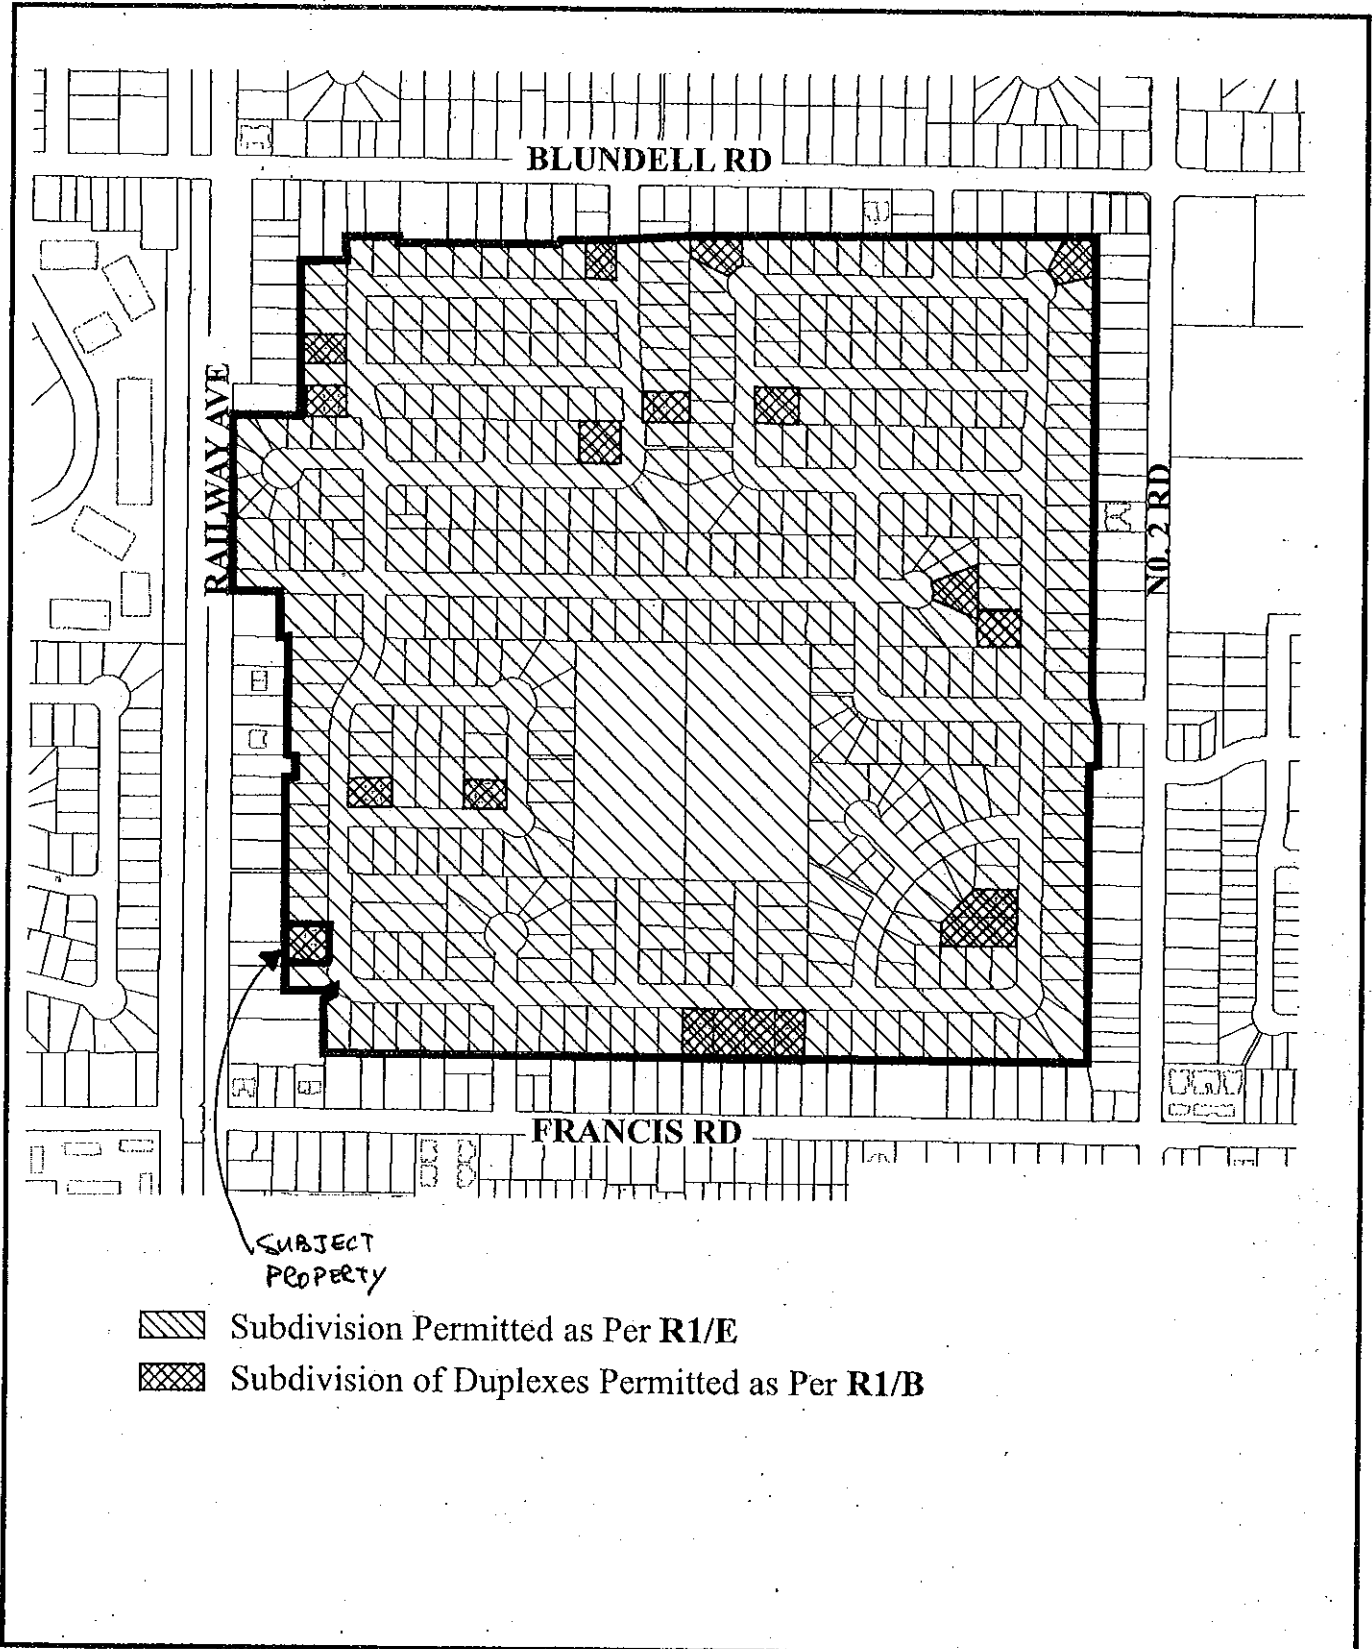 BLUNDELL RD
RAILWAY AVE
N0. 2 RD
FRANCIS RD
SUBJECT
PROPERTY
Subdivision Permitted as Per R1/E
Subdivision of Duplexes Permitted as Per R1/B